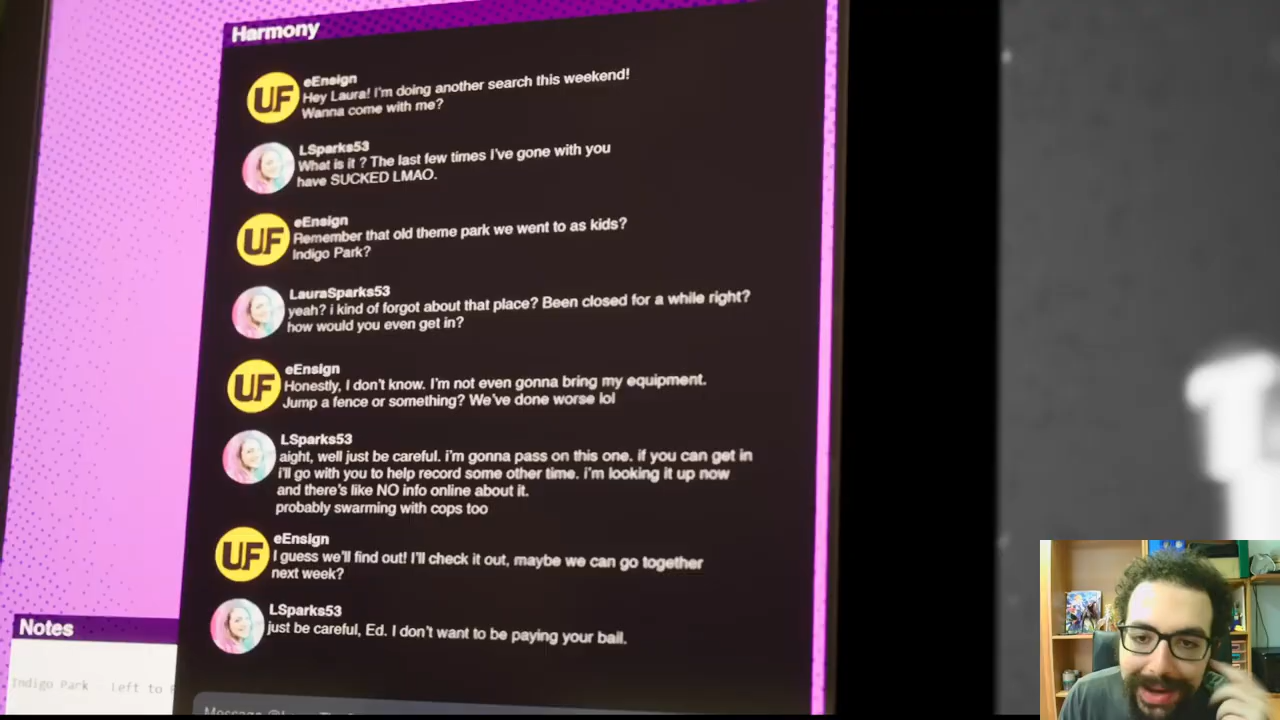 Harmony
eEnsign
UF
Hey Laura! I'm doing another search this weekend!
Wanna come with me?
LSparks53
What is it ? The last few times I've gone with you
have SUCKED LMAO.
eEnsign
UF
Remember that old theme park we went to as kids?
Indigo Park?
LauraSparks53
yeah? i kind of forgot about that place? Been closed for a while right?
how would you even get in?
eEnsign
UF
Honestly, I don't know. I'm not even gonna bring my equipment.
Jump a fence or something? We've done worse lol
LSparks53
aight, well just be careful. i'm gonna pass on this one. if you can get in
i'll go with you to help record some other time. i'm looking it up now
and there's like NO info online about it.
probably swarming with cops too
eEnsign
UF
I guess we'll find out! I'll check it out, maybe we can go together
next week?
LSparks53
just be careful, Ed. I don't want to be paying your bail.
Notes
Indigo Park Left to
Message